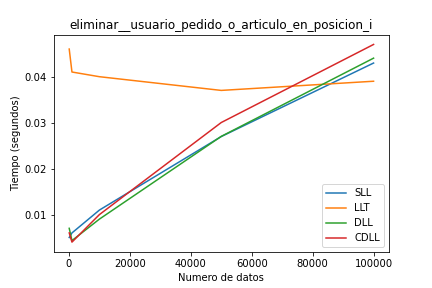 eliminar__usuario_pedido_o_articulo_en_posicion_i
Tiempo (segundos)
0.04
0.03
0.02
0.01
SLL
LLT
DLL
CDLL
0 20000 40000 60000 80000 100000
Numero de datos